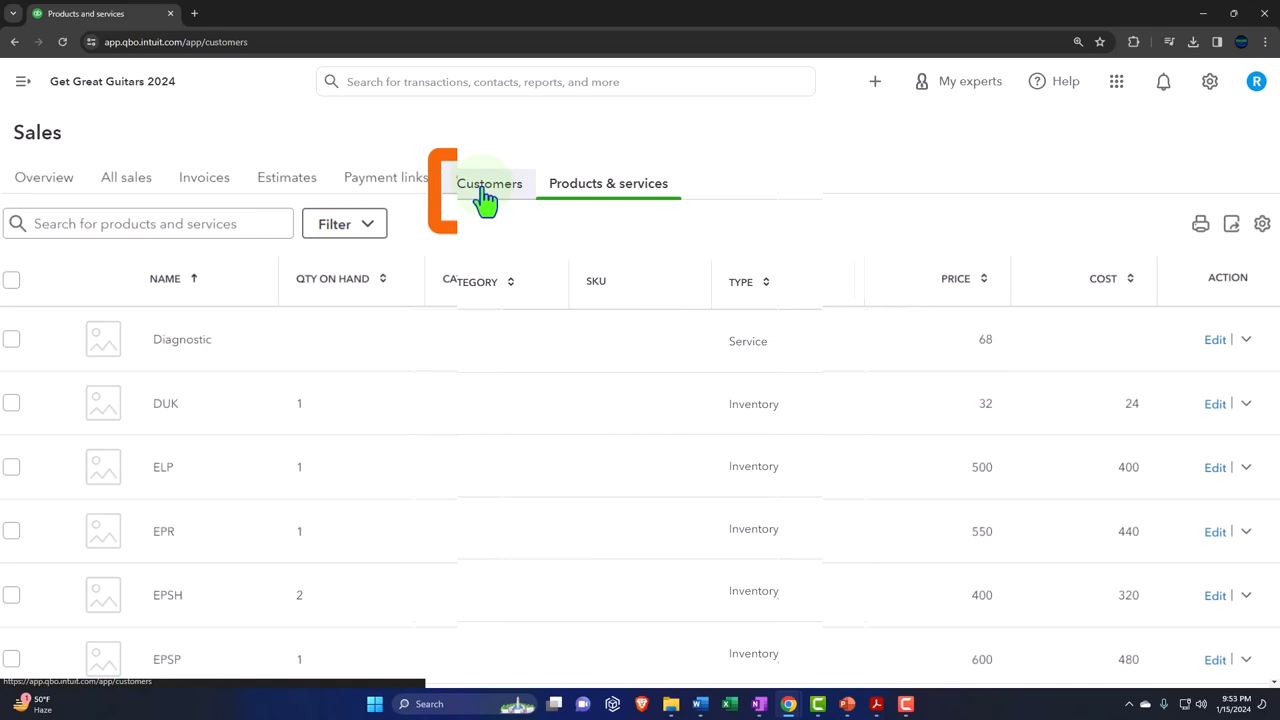 Products and services
app.qbo.intuit.com/app/customers
Get Great Guitars 2024
Search for transactions, contacts, reports, and more
My experts
Help
R
Sales
Overview All sales Invoices Estimates Payment links Customers Products & services
Search for products and services
Filter
NAME QTY ON HAND CATEGORY SKU TYPE PRICE COST ACTION
Diagnostic Service 68 Edit
DUK 1 Inventory 32 24 Edit
ELP 1 Inventory 500 400 Edit
EPR 1 Inventory 550 440 Edit
EPSH 2 Inventory 400 320 Edit
EPSP 1 Inventory 600 480 Edit
https://app.qbo.intuit.com/app/customers
1 50°F
Haze
Search
9:53 PM
1/15/2024